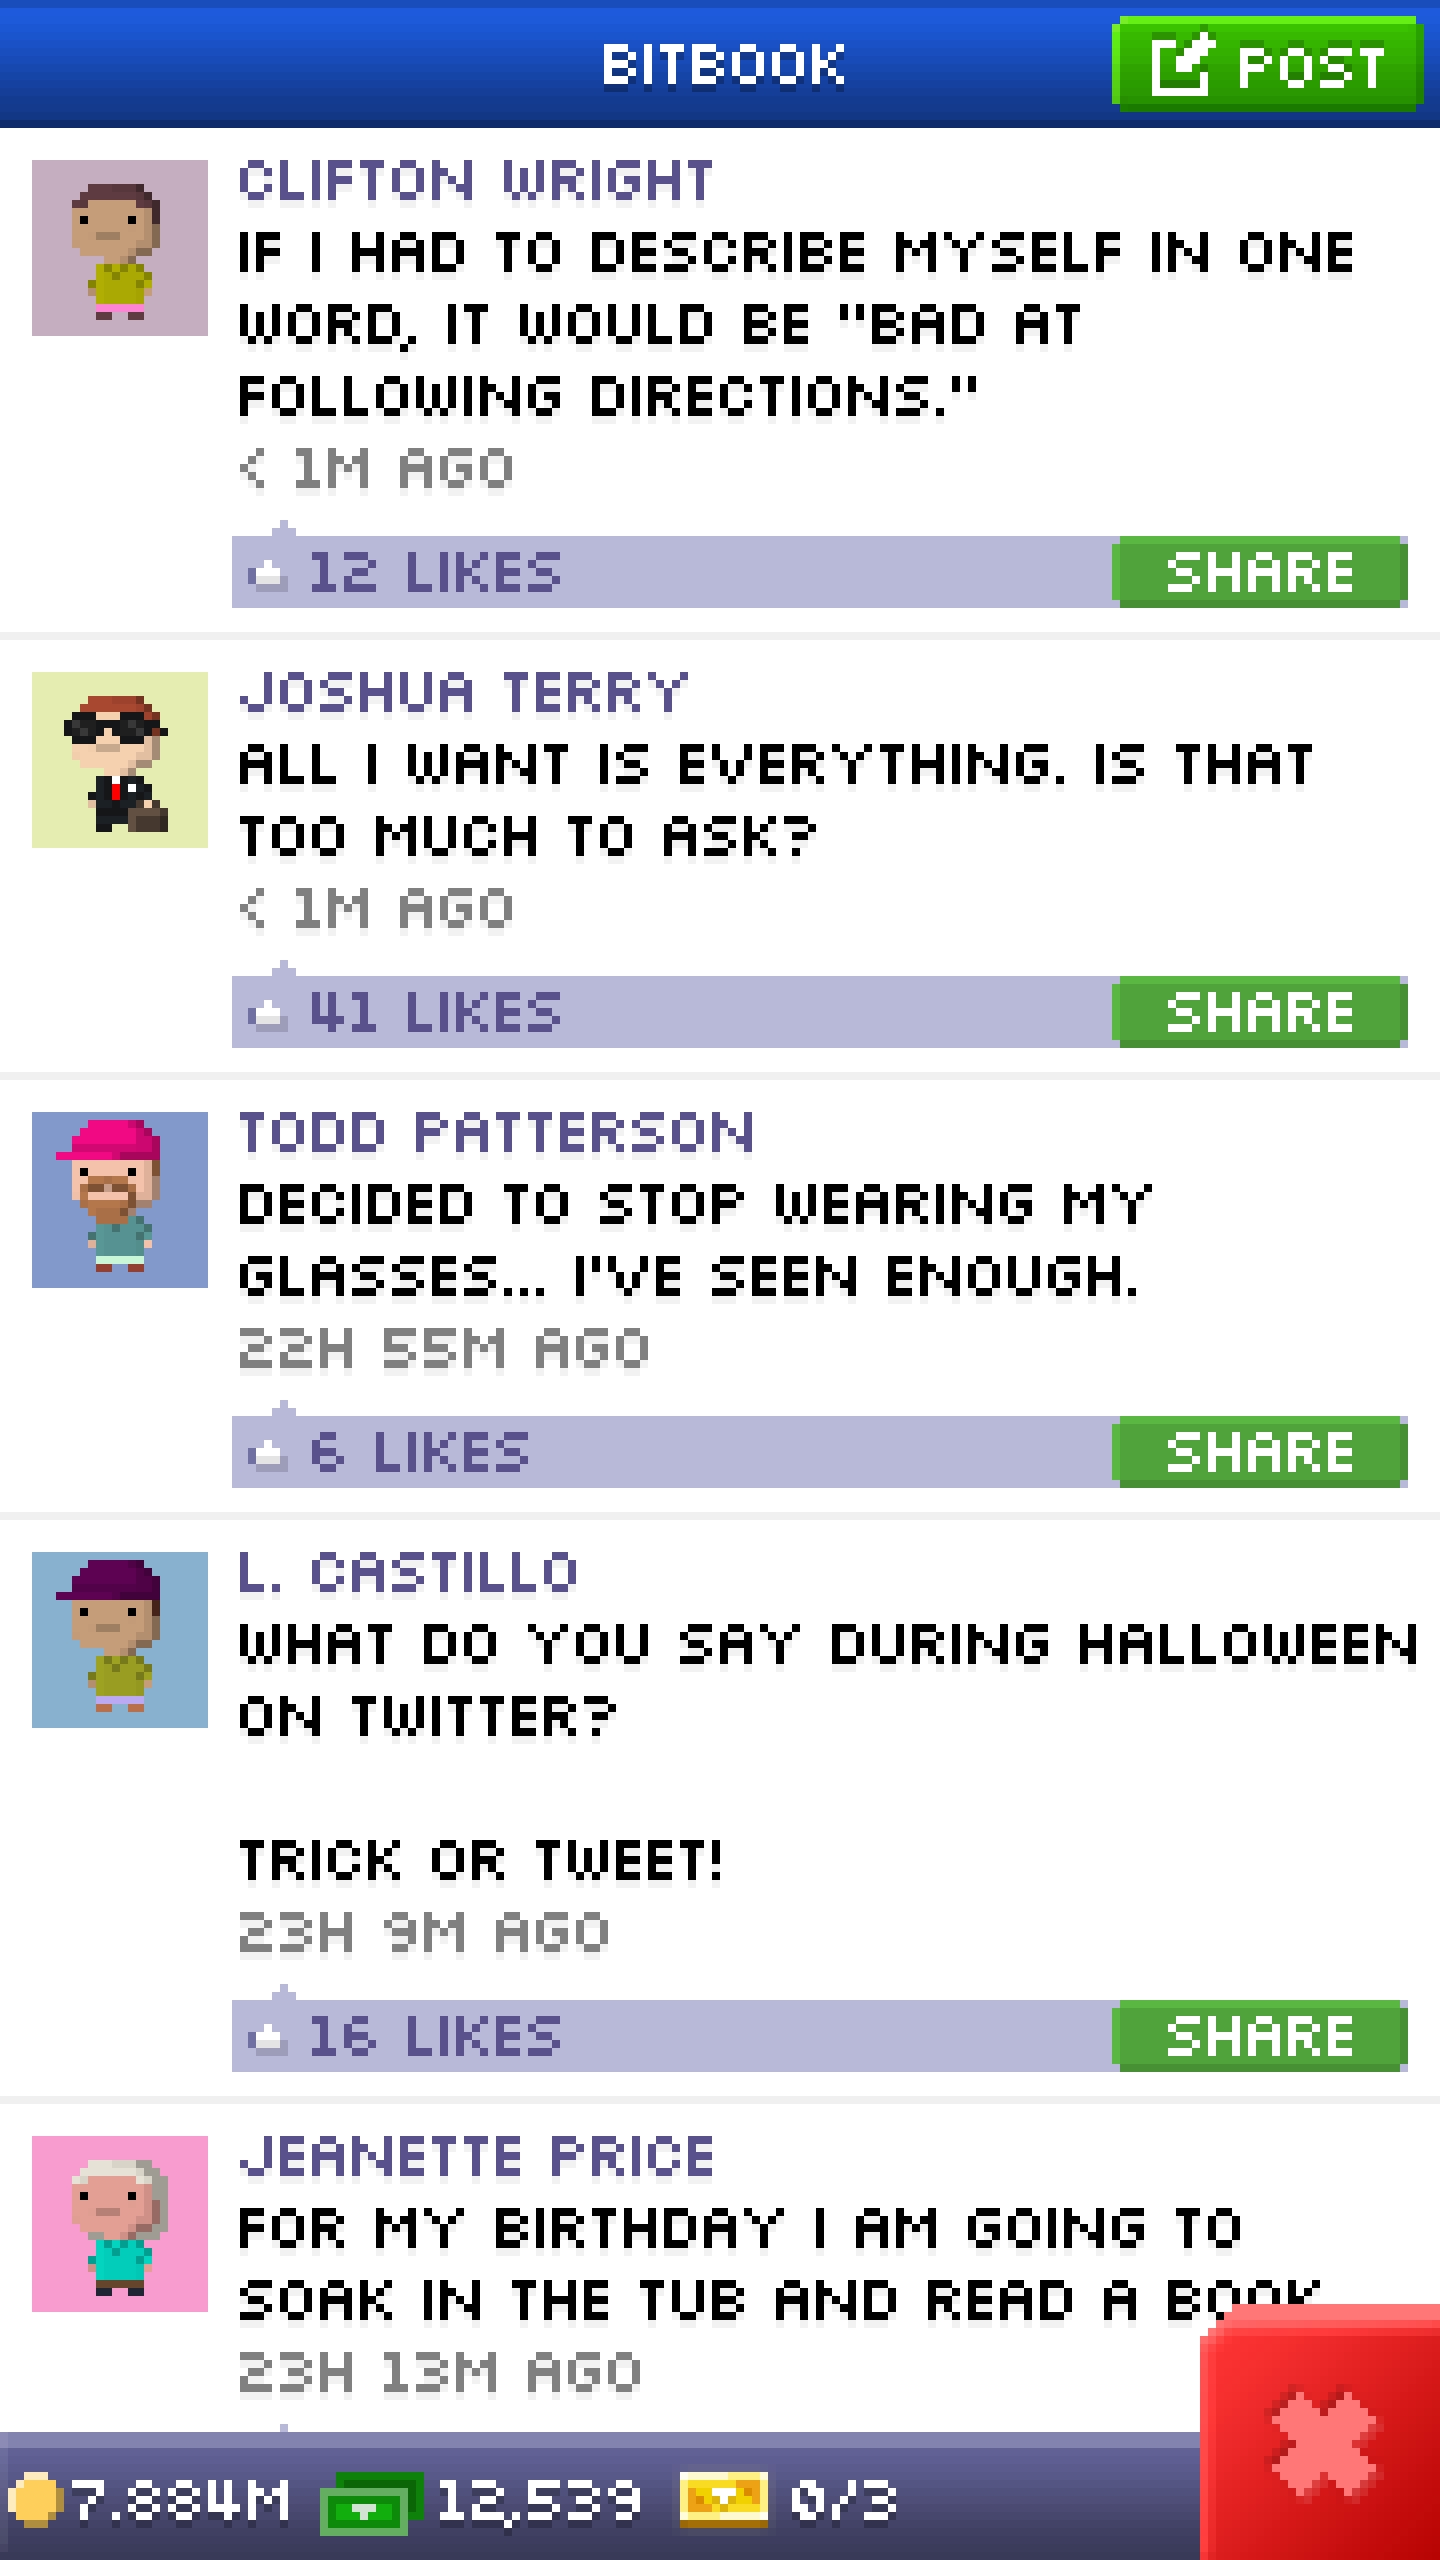 BITBOOK
POST
CLIFTON WRIGHT
IF I HAD TO DESCRIBE MYSELF IN ONE
WORD, IT WOULD BE "BAD AT
FOLLOWING DIRECTIONS."
< 1M AGO
12 LIKES
SHARE
JOSHUA TERRY
ALL I WANT IS EVERYTHING. IS THAT
TOO MUCH TO ASK?
< 1M AGO
41 LIKES
SHARE
TODD PATTERSON
DECIDED TO STOP WEARING MY
GLASSES... I'VE SEEN ENOUGH.
22H 55M AGO
6 LIKES
SHARE
L. CASTILLO
WHAT DO YOU SAY DURING HALLOWEEN
ON TWITTER?
TRICK OR TWEET!
23H 9M AGO
16 LIKES
SHARE
JEANETTE PRICE
FOR MY BIRTHDAY I AM GOING TO
SOAK IN THE TUB AND READ A BOOK
23H 13M AGO
7.884M
12,539
0/3